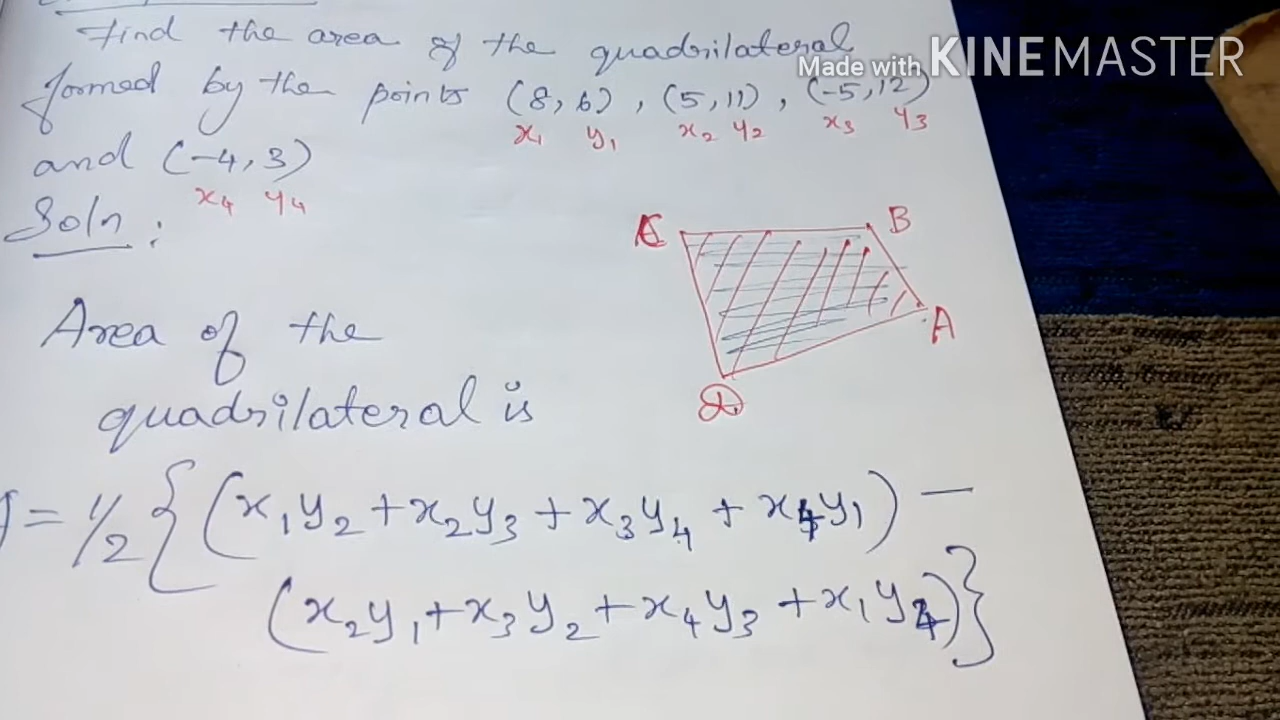 Find the area of the quadrilateral
Made with KINEMASTER
formed by the points (8, 6), (5, 11), (-5, 12)
x₁ y₁ x₂ y₂ x₃ y₃
and (-4, 3)
x₄ y₄
Soln :
C B
A
D
Area of the
quadrilateral is
= 1/2 { (x₁y₂ + x₂y₃ + x₃y₄ + x₄y₁) -
(x₂y₁ + x₃y₂ + x₄y₃ + x₁y₄) }